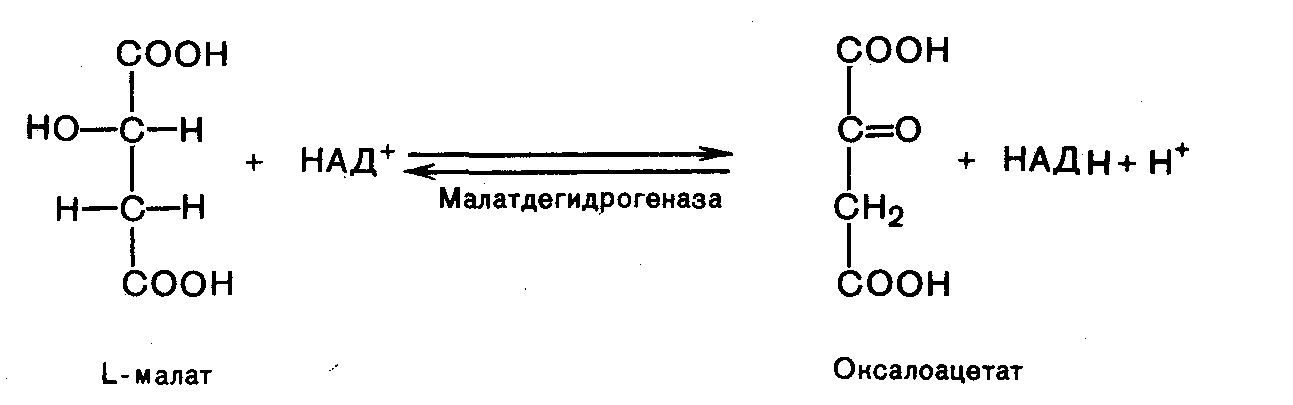 COOH COOH
HO—C—H C=O
+ НАД⁺ + НАДН + Н⁺
Малатдегидрогеназа
H—C—H CH₂
COOH COOH
L-малат Оксалоацетат